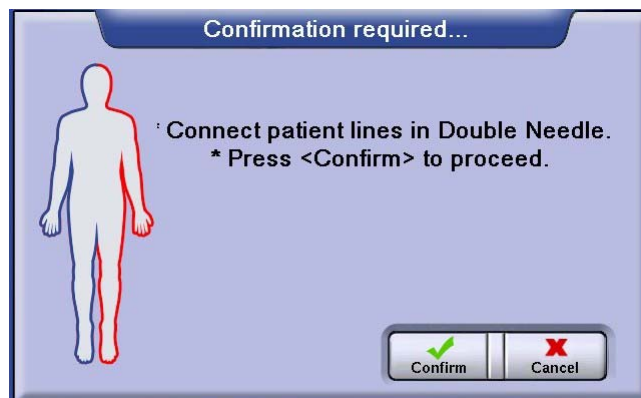 Confirmation required...
* Connect patient lines in Double Needle.
* Press <Confirm> to proceed.
Confirm
Cancel